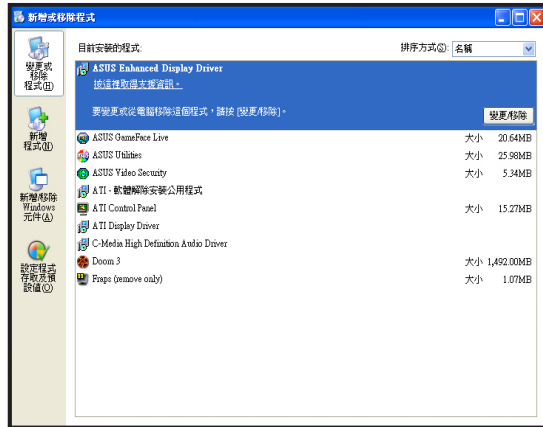 新增或移除程式
變更或
移除
程式(H)
新增
程式(N)
新增/移除
Windows
元件(A)
設定程式
存取及預
設值(O)
目前安裝的程式:
排序方式(S): 名稱
ASUS Enhanced Display Driver
按這裡取得支援資訊。
要變更或從電腦移除這個程式,請按 [變更/移除]。
變更/移除
ASUS GameFace Live 大小 20.64MB
ASUS Utilities 大小 25.98MB
ASUS Video Security 大小 5.34MB
ATI - 軟體解除安裝公用程式
ATI Control Panel 大小 15.27MB
ATI Display Driver
C-Media High Definition Audio Driver
Doom 3 大小 1,492.00MB
Fraps (remove only) 大小 1.07MB